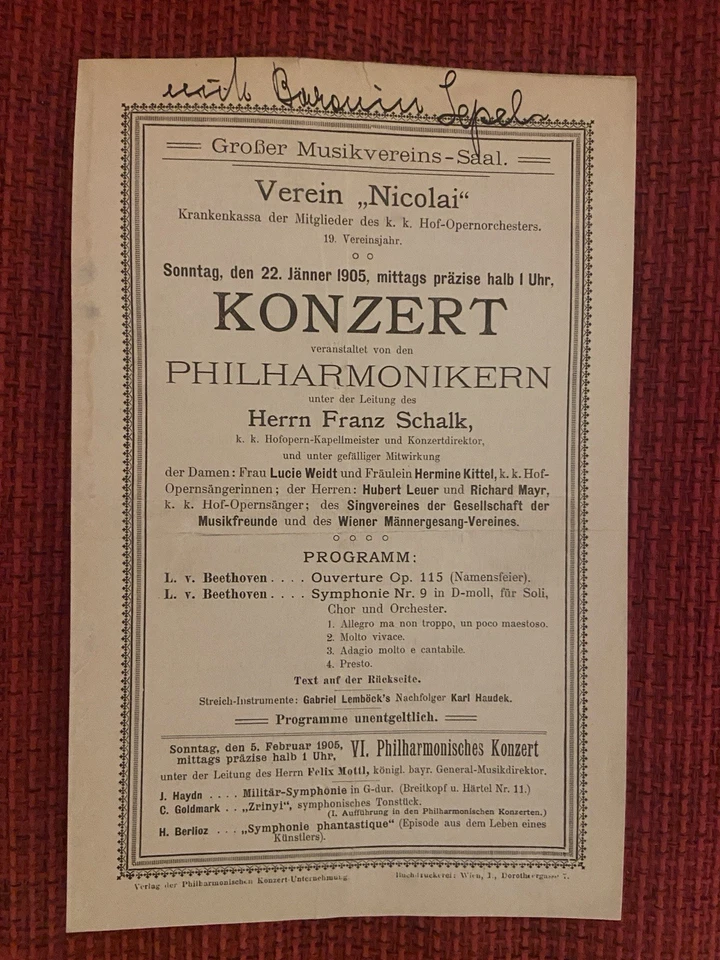 Großer Musikvereins-Saal.
Verein „Nicolai“
Krankenkassa der Mitglieder des k. k. Hof-Opernorchesters.
19. Vereinsjahr.
Sonntag, den 22. Jänner 1905, mittags präzise halb 1 Uhr,
KONZERT
veranstaltet von den
PHILHARMONIKERN
unter der Leitung des
Herrn Franz Schalk,
k. k. Hofopern-Kapellmeister und Konzertdirektor,
und unter gefälliger Mitwirkung
der Damen: Frau Lucie Weidt und Fräulein Hermine Kittel, k. k. Hof-
Opernsängerinnen; der Herren: Hubert Leuer und Richard Mayr,
k. k. Hof-Opernsänger; des Singvereines der Gesellschaft der
Musikfreunde und des Wiener Männergesang-Vereines.
PROGRAMM:
L. v. Beethoven . . . . Ouverture Op. 115 (Namensfeier).
L. v. Beethoven . . . . Symphonie Nr. 9 in D-moll, für Soli,
Chor und Orchester.
1. Allegro ma non troppo, un poco maestoso.
2. Molto vivace.
3. Adagio molto e cantabile.
4. Presto.
Text auf der Rückseite.
Streich-Instrumente: Gabriel Lemböck's Nachfolger Karl Haudek.
Programme unentgeltlich.
Sonntag, den 5. Februar 1905, VI. Philharmonisches Konzert
mittags präzise halb 1 Uhr,
unter der Leitung des Herrn Felix Mottl, königl. bayr. General-Musikdirektor.
J. Haydn . . . . Militär-Symphonie in G-dur. (Breitkopf u. Härtel Nr. 11.)
C. Goldmark . . „Zrinyi“, symphonisches Tonstück.
(1. Aufführung in den Philharmonischen Konzerten.)
H. Berlioz . . . „Symphonie phantastique“ (Episode aus dem Leben eines
Künstlers).
Verlag der Philharmonischen Konzert-Unternehmung. Buchdruckerei: Wien, I., Dorotheergasse 7.